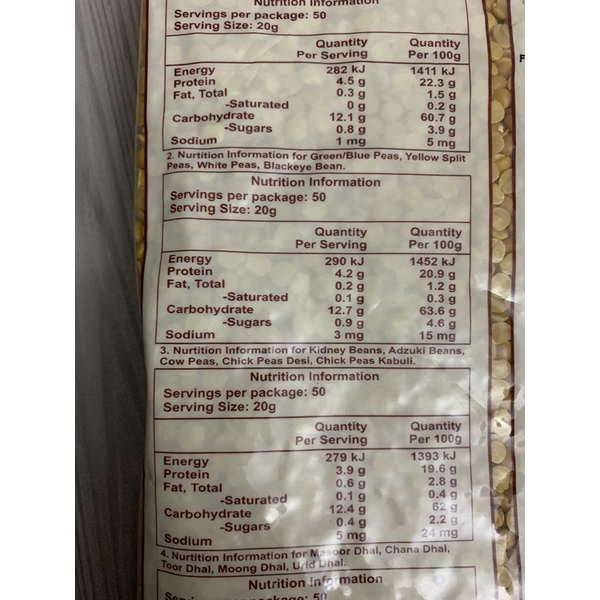 Nutrition Information
Servings per package: 50
Serving Size: 20g
Quantity Quantity
Per Serving Per 100g
Energy 282 kJ 1411 kJ
Protein 4.5 g 22.3 g
Fat, Total 0.3 g 1.5 g
-Saturated 0 g 0.2 g
Carbohydrate 12.1 g 60.7 g
-Sugars 0.8 g 3.9 g
Sodium 1 mg 5 mg
2. Nurtition Information for Green/Blue Peas, Yellow Split
Peas, White Peas, Blackeye Bean.
Nutrition Information
Servings per package: 50
Serving Size: 20g
Quantity Quantity
Per Serving Per 100g
Energy 290 kJ 1452 kJ
Protein 4.2 g 20.9 g
Fat, Total 0.2 g 1.2 g
-Saturated 0.1 g 0.3 g
Carbohydrate 12.7 g 63.6 g
-Sugars 0.9 g 4.6 g
Sodium 3 mg 15 mg
3. Nurtition Information for Kidney Beans, Adzuki Beans,
Cow Peas, Chick Peas Desi, Chick Peas Kabuli.
Nutrition Information
Servings per package: 50
Serving Size: 20g
Quantity Quantity
Per Serving Per 100g
Energy 279 kJ 1393 kJ
Protein 3.9 g 19.6 g
Fat, Total 0.6 g 2.8 g
-Saturated 0.1 g 0.4 g
Carbohydrate 12.4 g 62 g
-Sugars 0.4 g 2.2 g
Sodium 5 mg 24 mg
4. Nurtition Information for Masoor Dhal, Chana Dhal,
Toor Dhal, Moong Dhal, Urid Dhal.
Nutrition Information
Servings per package: 50